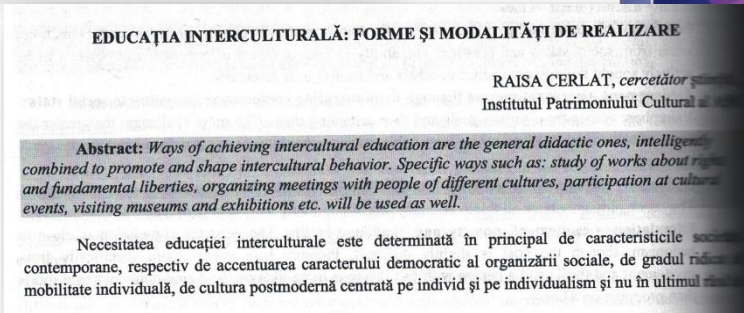 EDUCAȚIA INTERCULTURALĂ: FORME ȘI MODALITĂȚI DE REALIZARE
RAISA CERLAT, cercetător
Institutul Patrimoniului Cultural
Abstract: Ways of achieving intercultural education are the general didactic ones, intelligently
combined to promote and shape intercultural behavior. Specific ways such as: study of works about
and fundamental liberties, organizing meetings with people of different cultures, participation at cultural
events, visiting museums and exhibitions etc. will be used as well.
Necesitatea educației interculturale este determinată în principal de caracteristicile
contemporane, respectiv de accentuarea caracterului democratic al organizării sociale, de gradul
mobilitate individuală, de cultura postmodernă centrată pe individ și pe individualism și nu în ultimul